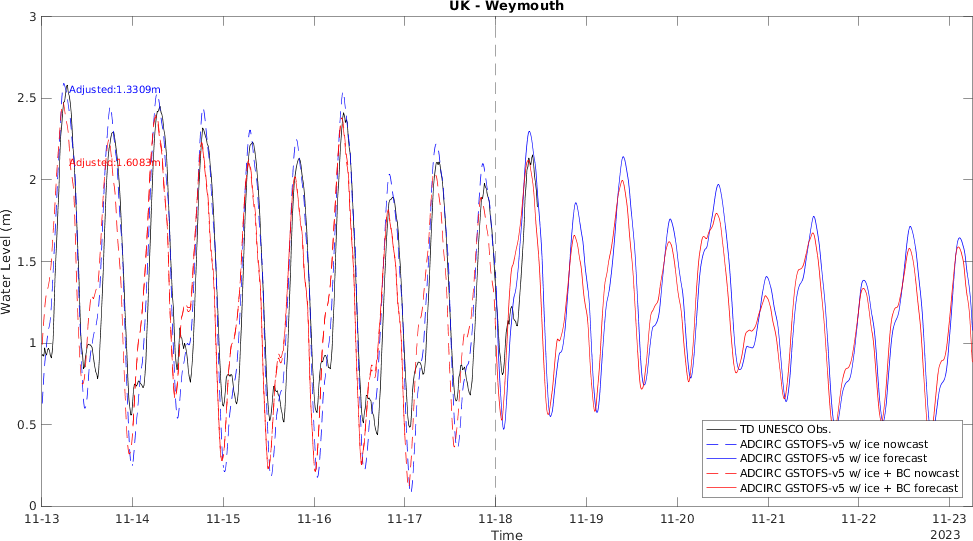 UK - Weymouth
3
2.5
2
1.5
1
0.5
0
Water Level (m)
Adjusted:1.3309m
Adjusted:1.6083m
TD UNESCO Obs.
ADCIRC GSTOFS-v5 w/ ice nowcast
ADCIRC GSTOFS-v5 w/ ice forecast
ADCIRC GSTOFS-v5 w/ ice + BC nowcast
ADCIRC GSTOFS-v5 w/ ice + BC forecast
11-13 11-14 11-15 11-16 11-17 11-18 11-19 11-20 11-21 11-22 11-23
Time
2023